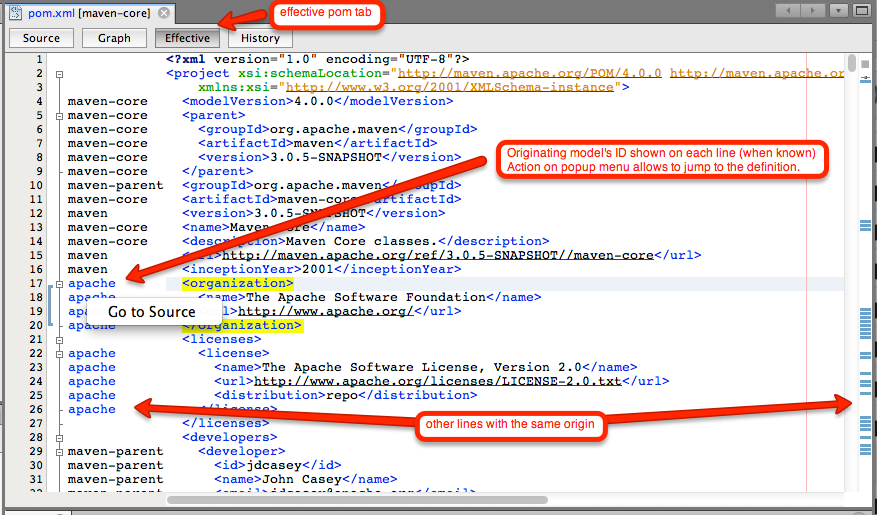 pom.xml [maven-core]
effective pom tab
Source Graph Effective History
1 <?xml version="1.0" encoding="UTF-8"?>
2 <project xsi:schemaLocation="http://maven.apache.org/POM/4.0.0 http://maven.apache.or
3 xmlns:xsi="http://www.w3.org/2001/XMLSchema-instance">
4 maven-core <modelVersion>4.0.0</modelVersion>
5 maven-core <parent>
6 maven-core <groupId>org.apache.maven</groupId>
7 maven-core <artifactId>maven</artifactId>
8 maven-core <version>3.0.5-SNAPSHOT</version>
9 maven-core </parent>
Originating model's ID shown on each line (when known)
Action on popup menu allows to jump to the definition.
10 maven-parent <groupId>org.apache.maven</groupId>
11 maven-core <artifactId>maven-core</artifactId>
12 maven <version>3.0.5-SNAPSHOT</version>
13 maven-core <name>Maven Core</name>
14 maven-core <description>Maven Core classes.</description>
15 maven http://maven.apache.org/ref/3.0.5-SNAPSHOT//maven-core</url>
16 maven <inceptionYear>2001</inceptionYear>
17 apache <organization>
18 apache <name>The Apache Software Foundation</name>
19 http://www.apache.org/</url>
Go to Source
20 apache </organization>
21 <licenses>
22 apache <license>
23 apache <name>The Apache Software License, Version 2.0</name>
24 apache <url>http://www.apache.org/licenses/LICENSE-2.0.txt</url>
25 apache <distribution>repo</distribution>
26 apache </license>
other lines with the same origin
27 </licenses>
28 <developers>
29 maven-parent <developer>
30 maven-parent <id>jdcasey</id>
31 maven-parent <name>John Casey</name>